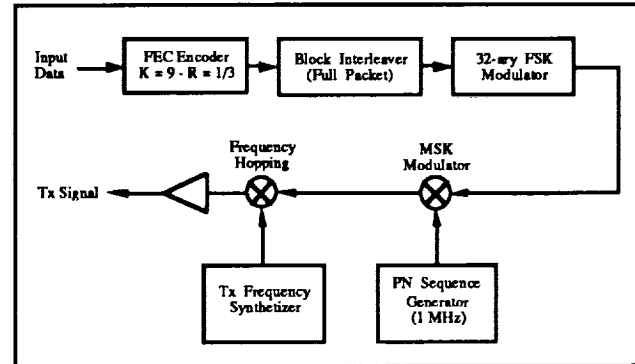 Input
Data
FEC Encoder
K = 9 - R = 1/3
Block Interleaver
(Full Packet)
32-ary FSK
Modulator
Frequency
Hopping
MSK
Modulator
Tx Signal
Tx Frequency
Synthetizer
PN Sequence
Generator
(1 MHz)